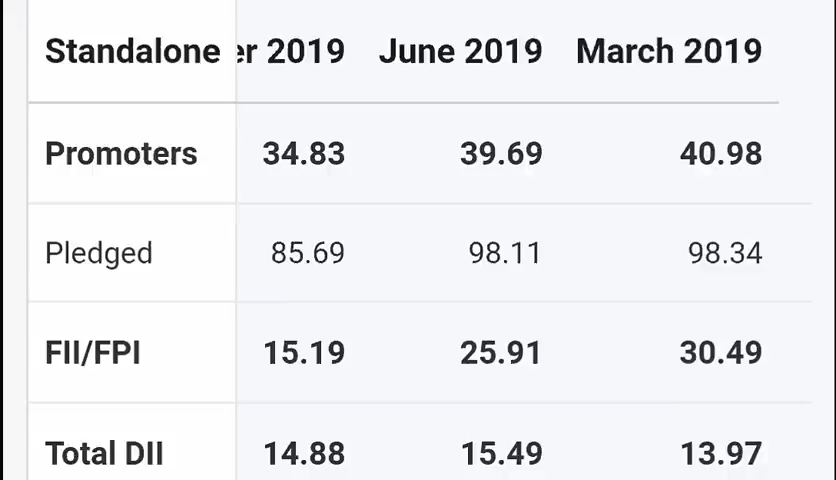 Standalone er 2019 June 2019 March 2019
Promoters 34.83 39.69 40.98
Pledged 85.69 98.11 98.34
FII/FPI 15.19 25.91 30.49
Total DII 14.88 15.49 13.97